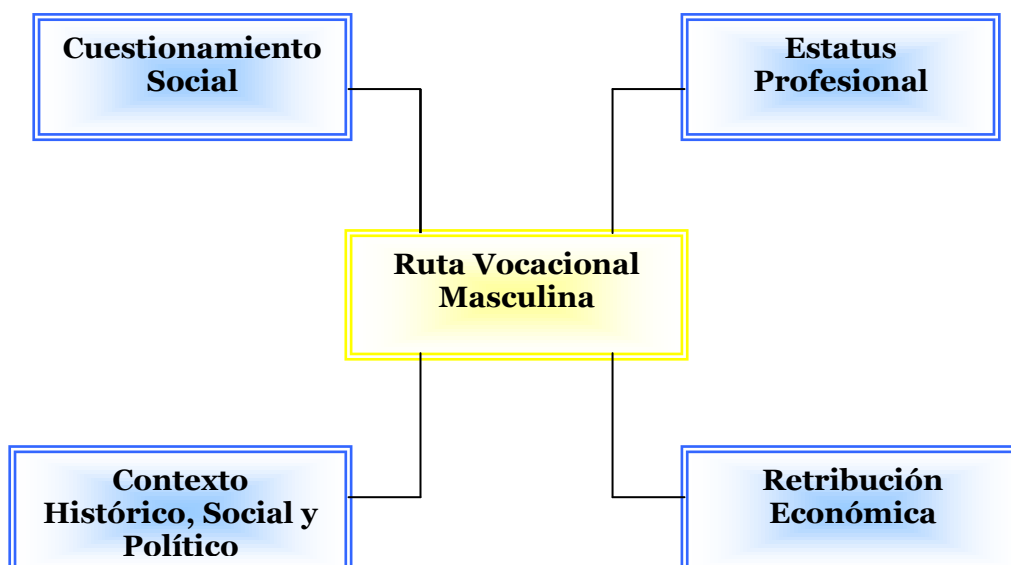 Cuestionamiento
Social
Estatus
Profesional
Ruta Vocacional
Masculina
Contexto
Histórico, Social y
Político
Retribución
Económica